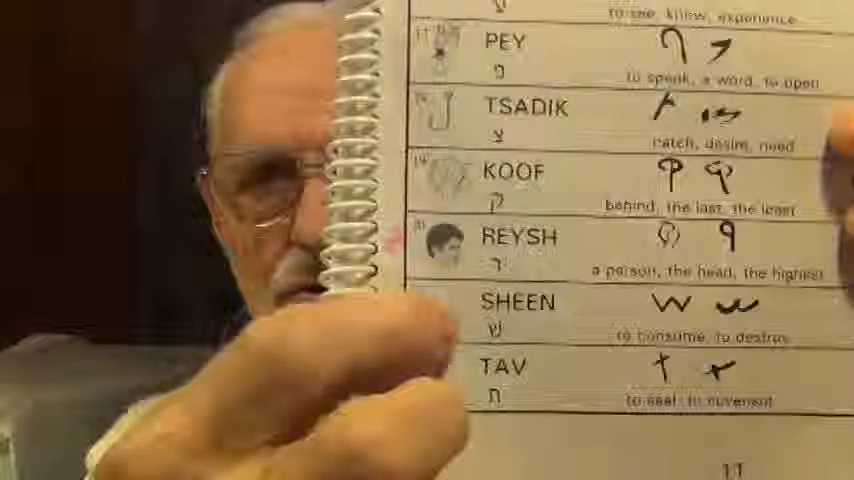 to see, know, experience
PEY
פ
to speak, a word, to open
TSADIK
צ
catch, desire, need
19
KOOF
ק
behind, the last, the least
REYSH
ר
a person, the head, the highest
SHEEN
ש
to consume, to destroy
TAV
ת
to seal, to covenant
11